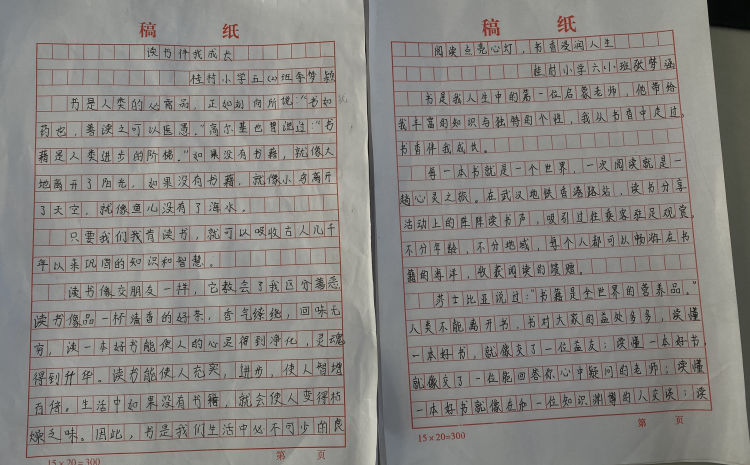 稿 纸
读书伴我成长
桂村小学五(2)班李梦颖
书是人类的必需品,正如刘向所说:“书如
药也,善读之可以医愚。”高尔基也曾说过:“书
籍是人类进步的阶梯。”如果没有书籍,就像大
地离开了阳光,如果没有书籍,就像小鸟离开
了天空,就像鱼儿没有了海水。
只要我们我肯读书,就可以吸收古人几千
年以来巩固的知识和智慧。
读书像交朋友一样,它教会了我区分善恶
读书像品一杯清香的好茶,香气缭绕,回味无
穷,读一本好书能使人的心灵得到净化,灵魂
得到升华。读书能使人充实,进步,使人智增
百倍。生活中如果没有书籍,就会使人变得枯
燥乏味。因此,书是我们生活中必不可少的良
15×20=300 第 页
稿 纸
阅读点亮心灯,书香浸润人生
桂村小学六(1)班张梦涵
书是我人生中的第一位启蒙老师,他带给
我丰富的知识与独特的个性,我从书香中走过。
书香伴我成长。
每一本书就是一个世界,一次阅读就是一
趟心灵之旅。在武汉地铁香港路站,读书分享
活动上的阵阵读书声,吸引过往乘客驻足观赏。
不分年龄,不分地域,每个人都可以畅游在书
籍的海洋,收获阅读的馈赠。
莎士比亚说过:“书籍是全世界的营养品。”
人类不能离开书,书对大家的益处多多,读懂
一本好书,就像交了一位益友;读懂一本好书,
就像交了一位能回答你心中疑问的老师;读懂
一本好书就像在和一位知识渊博的人交谈;读
15×20=300 第 页